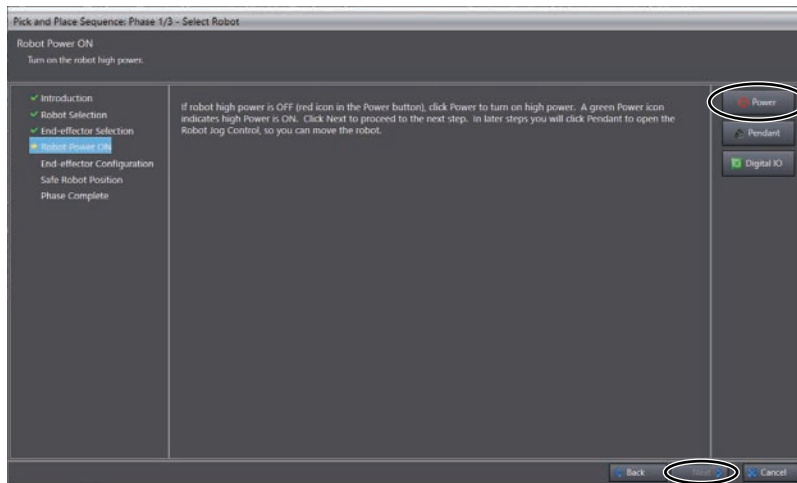 Pick and Place Sequence: Phase 1/3 - Select Robot
Robot Power ON
Turn on the robot high power.
Introduction
Robot Selection
End-effector Selection
Robot Power ON
End-effector Configuration
Safe Robot Position
Phase Complete
If robot high power is OFF (red icon in the Power button), click Power to turn on high power. A green Power icon
indicates high Power is ON. Click Next to proceed to the next step. In later steps you will click Pendant to open the
Robot Jog Control, so you can move the robot.
Power
Pendant
Digital IO
Back
Next
Cancel